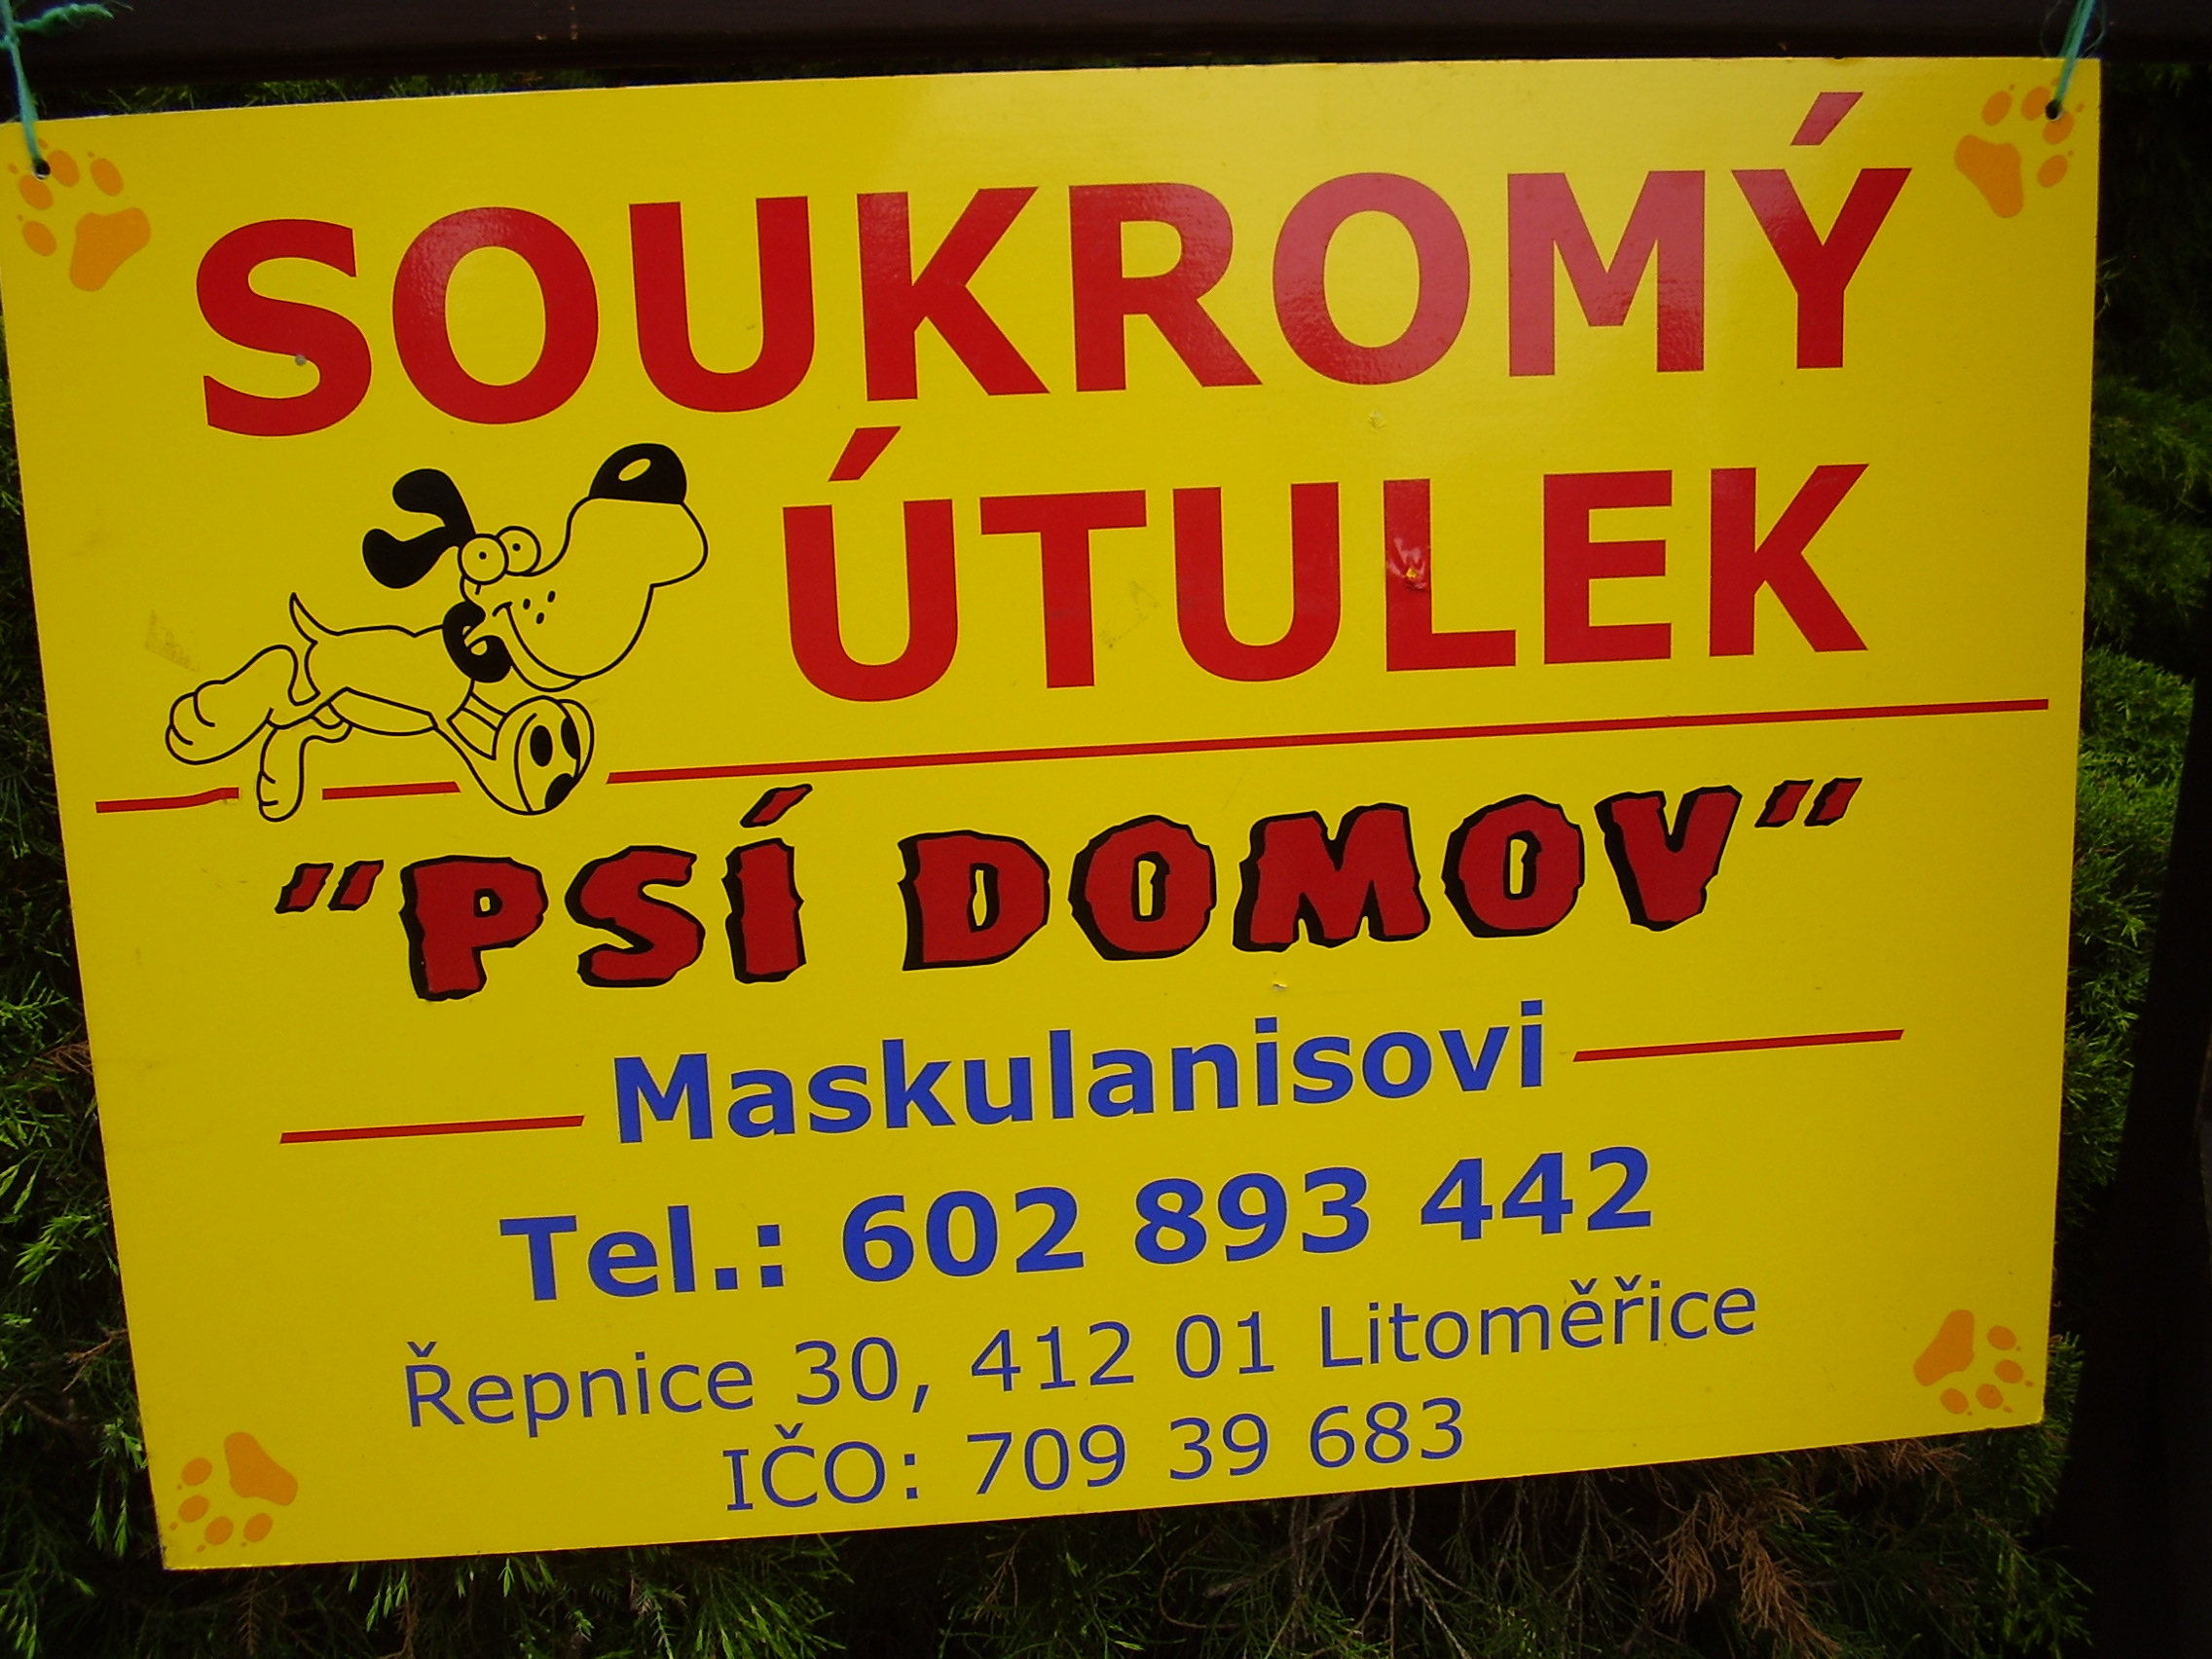 SOUKROMÝ
ÚTULEK
"PSÍ DOMOV"
Maskulanisovi
Tel.: 602 893 442
Řepnice 30, 412 01 Litoměřice
IČO: 709 39 683